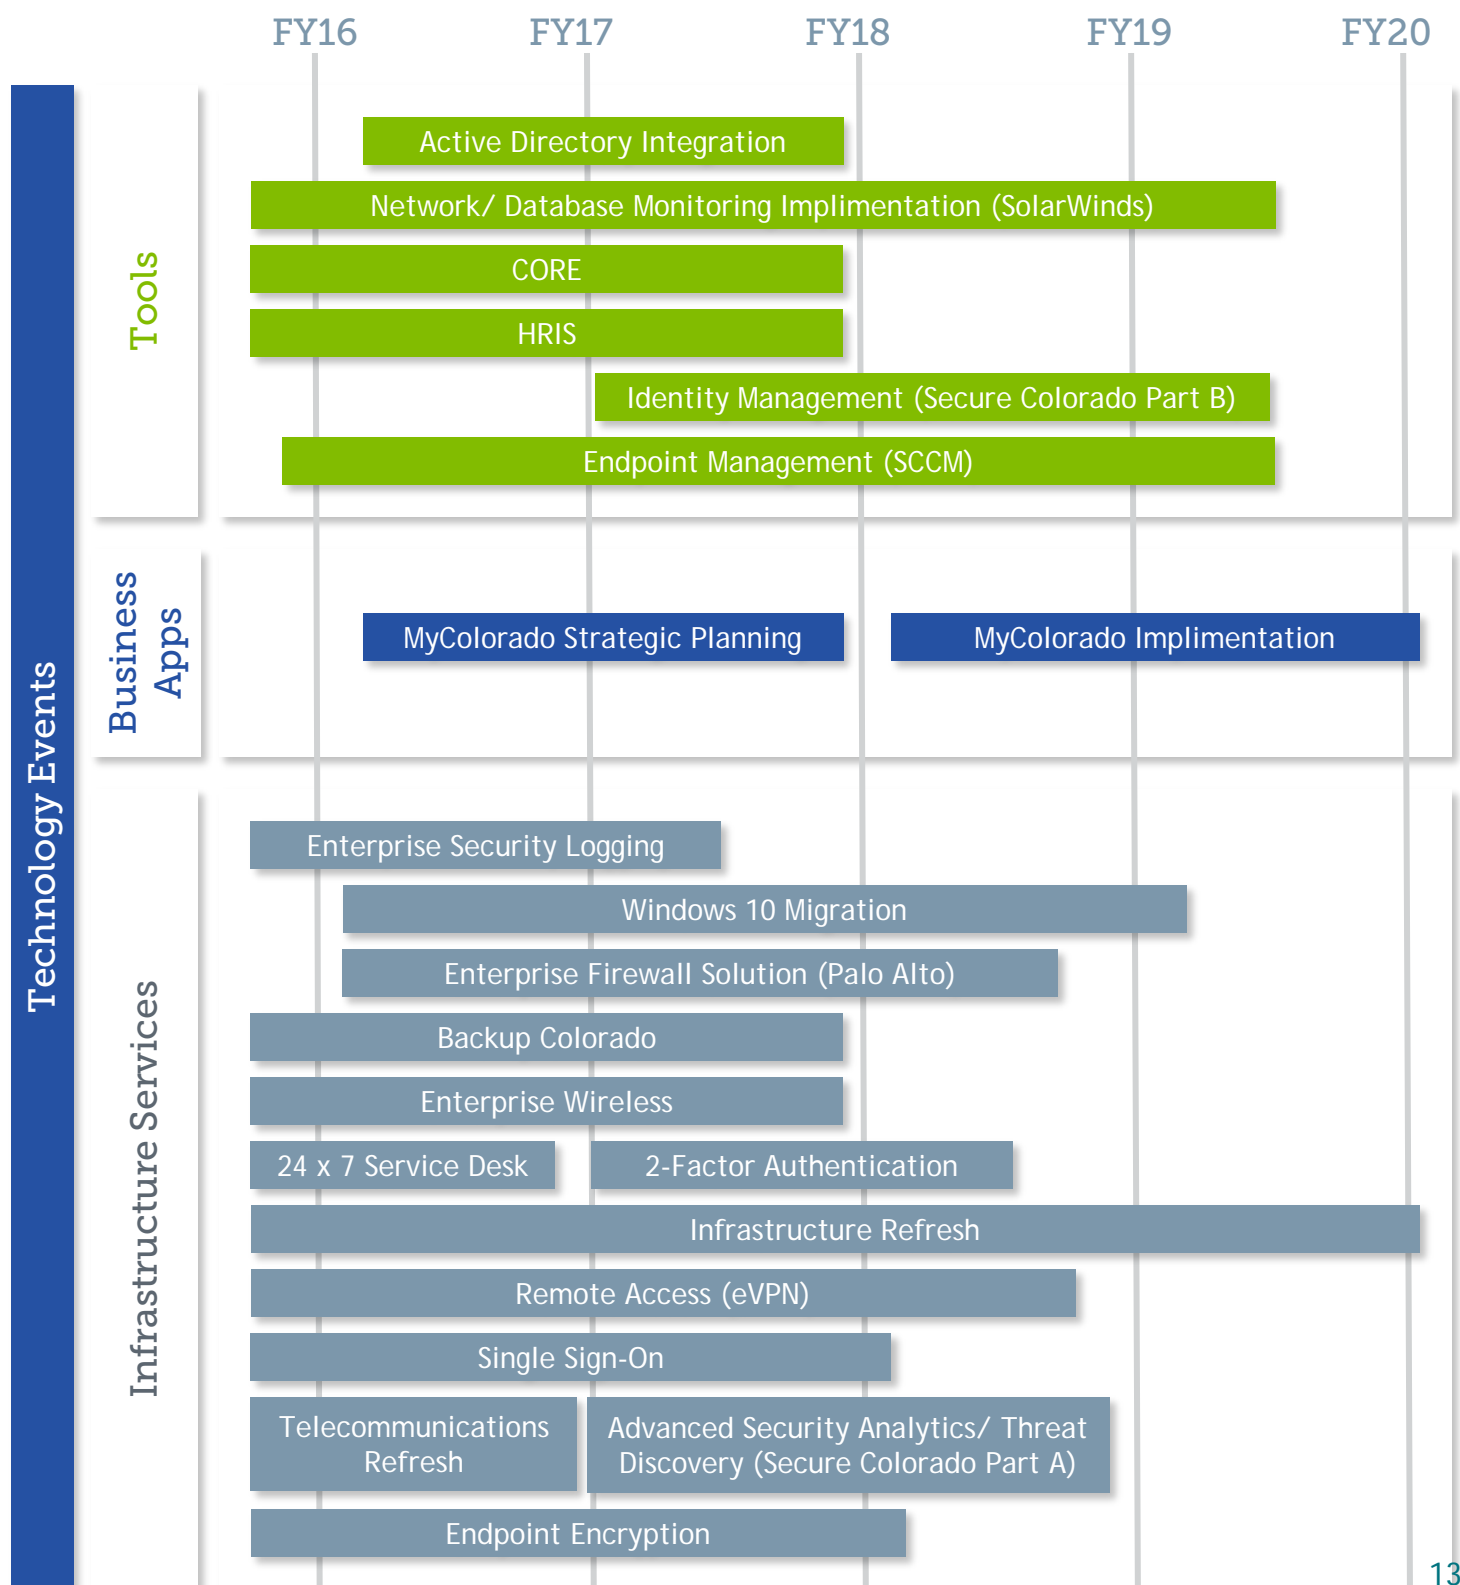 FY16 FY17 FY18 FY19 FY20
Technology Events
Tools
Active Directory Integration
Network/ Database Monitoring Implimentation (SolarWinds)
CORE
HRIS
Identity Management (Secure Colorado Part B)
Endpoint Management (SCCM)
Business
Apps
MyColorado Strategic Planning
MyColorado Implimentation
Infrastructure Services
Enterprise Security Logging
Windows 10 Migration
Enterprise Firewall Solution (Palo Alto)
Backup Colorado
Enterprise Wireless
24 x 7 Service Desk
2-Factor Authentication
Infrastructure Refresh
Remote Access (eVPN)
Single Sign-On
Telecommunications
Refresh
Advanced Security Analytics/ Threat
Discovery (Secure Colorado Part A)
Endpoint Encryption
13